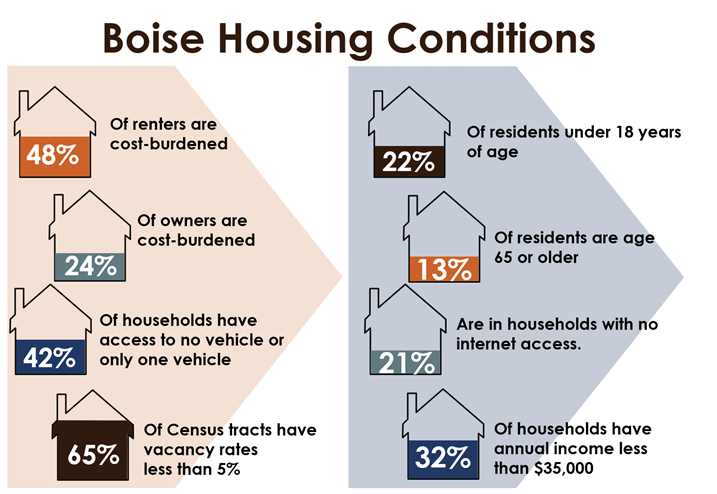 Boise Housing Conditions
48%
Of renters are
cost-burdened
24%
Of owners are
cost-burdened
42%
Of households have
access to no vehicle or
only one vehicle
65%
Of Census tracts have
vacancy rates
less than 5%
22%
Of residents under 18 years
of age
13%
Of residents are age
65 or older
21%
Are in households with no
internet access.
32%
Of households have
annual income less
than $35,000